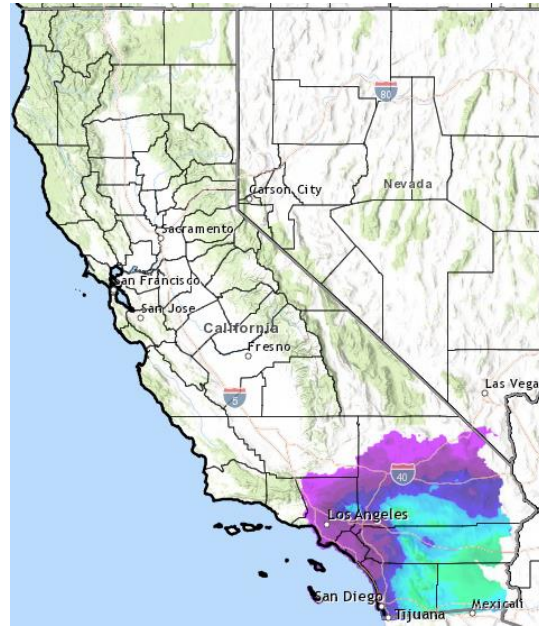 80
Carson City
Nevada
Sacramento
San Francisco
San Jose
California
Fresno
Las Vega
5
40
Los Angeles
San Diego
Mexicali
Tijuana